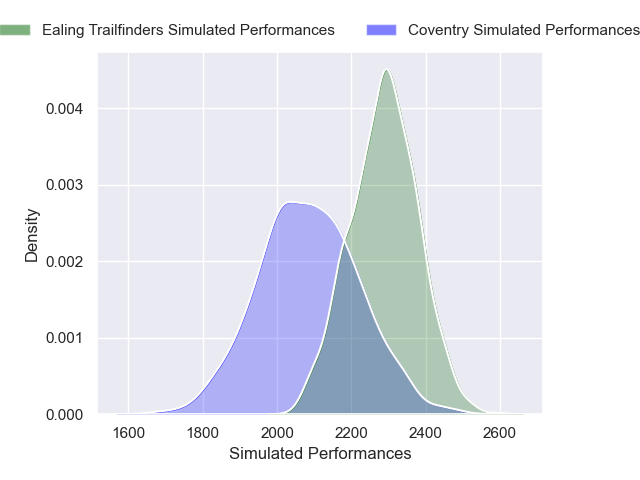 Ealing Trailfinders Simulated Performances
Coventry Simulated Performances
0.004
0.003
0.002
0.001
0.000
Density
1600
1800
2000
2200
2400
2600
Simulated Performances